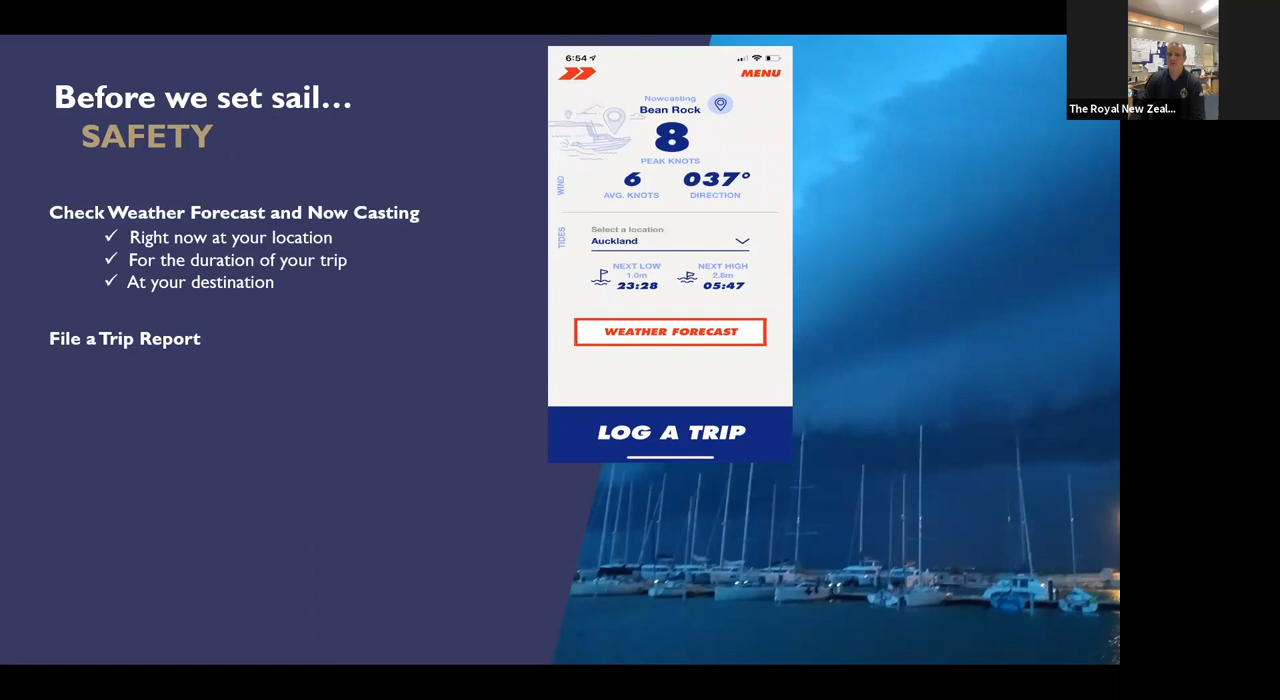 Before we set sail…
SAFETY
Check Weather Forecast and Now Casting
✓ Right now at your location
✓ For the duration of your trip
✓ At your destination
File a Trip Report
6:54
MENU
Nowcasting
Bean Rock
8
PEAK KNOTS
WIND
6 037°
AVG. KNOTS DIRECTION
TIDES
Select a location
Auckland
NEXT LOW NEXT HIGH
1.0m 2.8m
23:28 05:47
WEATHER FORECAST
LOG A TRIP
The Royal New Zeal...